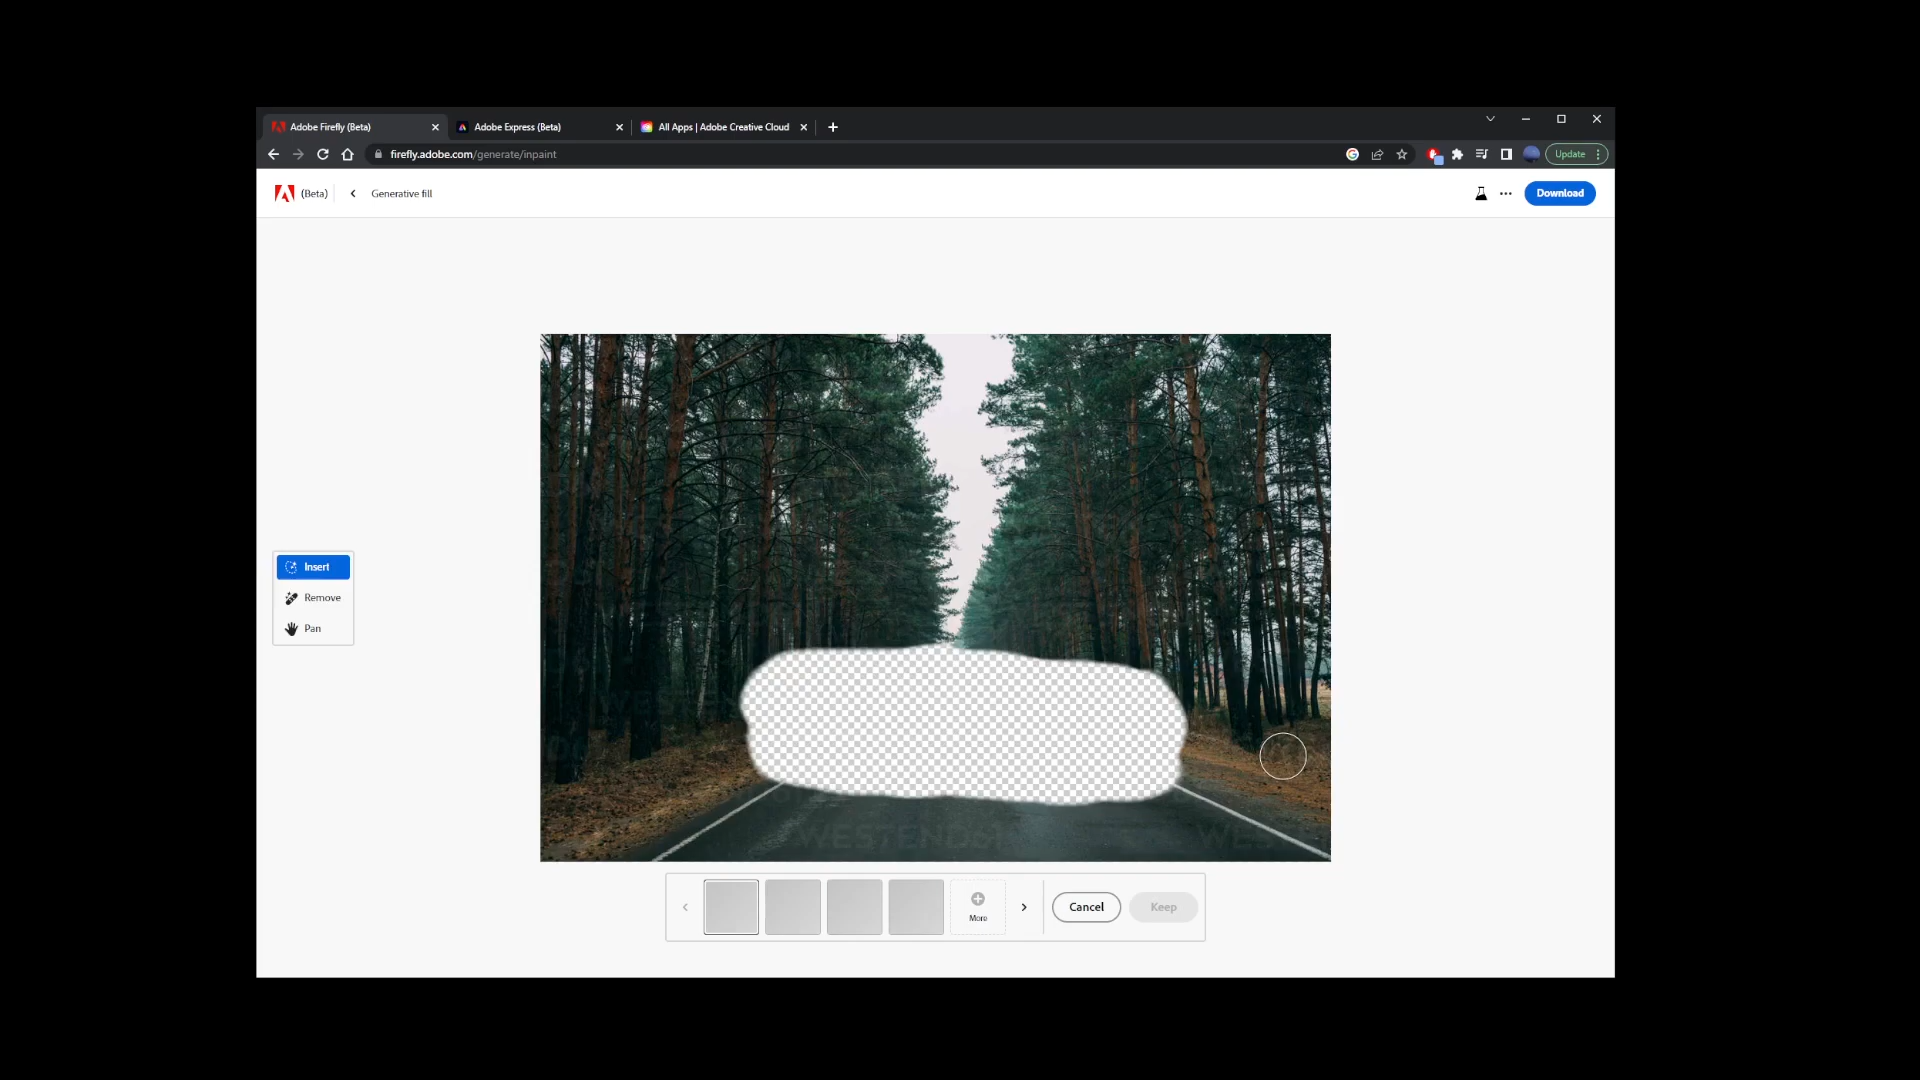 Adobe Firefly (Beta)
Adobe Express (Beta)
All Apps | Adobe Creative Cloud
firefly.adobe.com/generate/inpaint
Update
(Beta)
Generative fill
Download
Insert
Remove
Pan
WESTEND61
More
Cancel
Keep